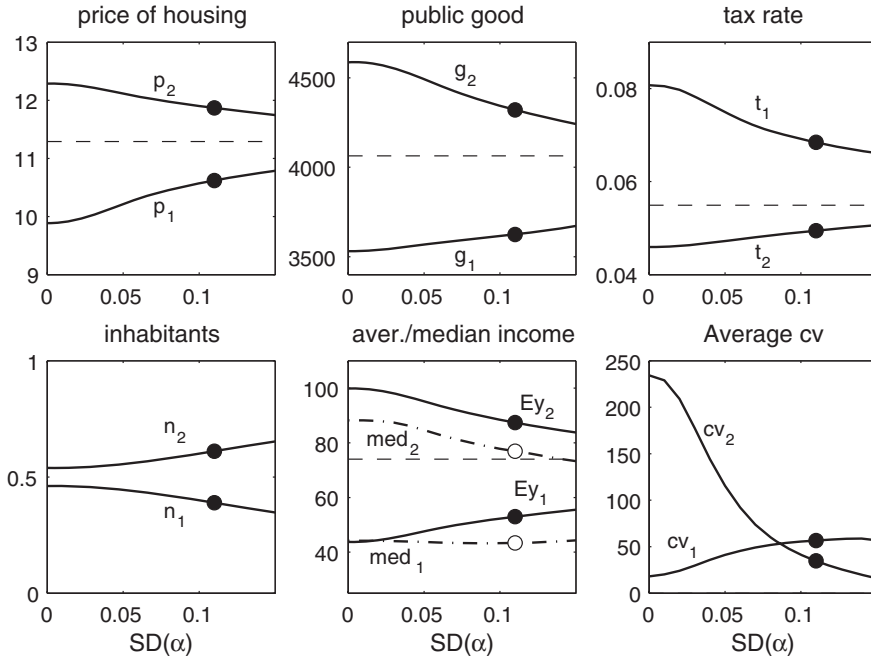 price of housing
13
12
11
10
9
p2
p1
0
0.05
0.1
public good
4500
4000
3500
g2
g1
0
0.05
0.1
tax rate
0.08
0.06
0.04
t1
t2
0
0.05
0.1
inhabitants
1
0.5
0
n2
n1
0
0.05
0.1
SD(α)
aver./median income
100
80
60
40
Ey2
med2
Ey1
med1
0
0.05
0.1
SD(α)
Average cv
250
200
150
100
50
0
cv2
cv1
0
0.05
0.1
SD(α)